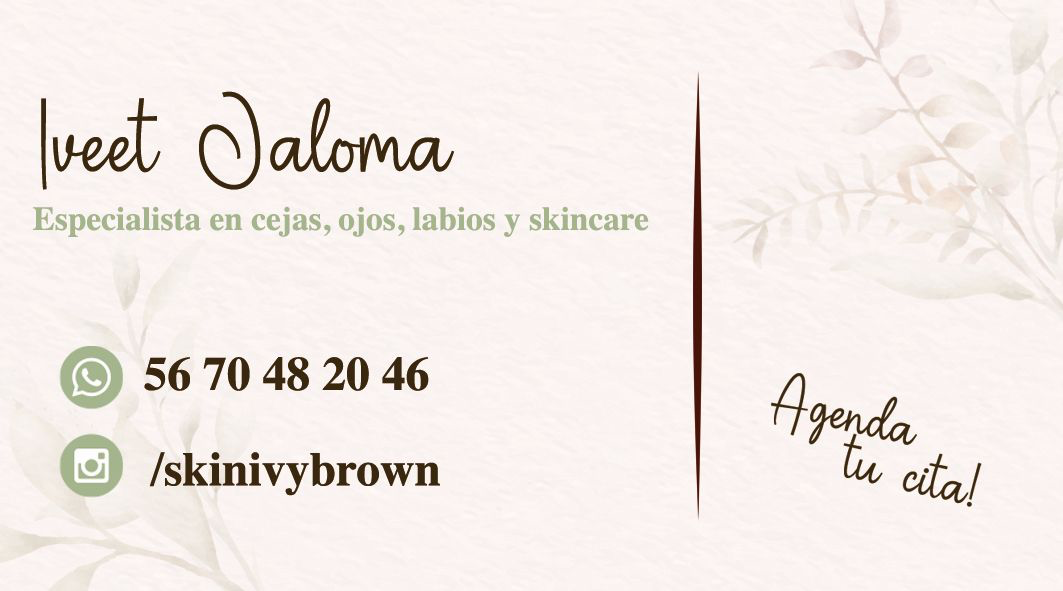 Iveet Jaloma
Especialista en cejas, ojos, labios y skincare
56 70 48 20 46
/skinivybrown
Agenda
tu cita!